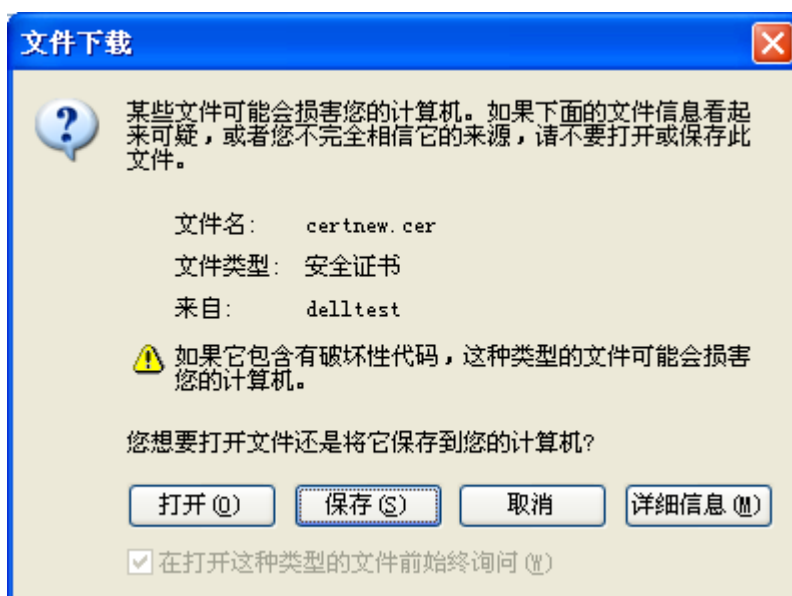 文件下载
某些文件可能会损害您的计算机。如果下面的文件信息看起
来可疑，或者您不完全相信它的来源，请不要打开或保存此
文件。
文件名: certnew.cer
文件类型: 安全证书
来自: delltest
如果它包含有破坏性代码，这种类型的文件可能会损害
您的计算机。
您想要打开文件还是将它保存到您的计算机?
打开(O) 保存(S) 取消 详细信息(M)
在打开这种类型的文件前始终询问(W)